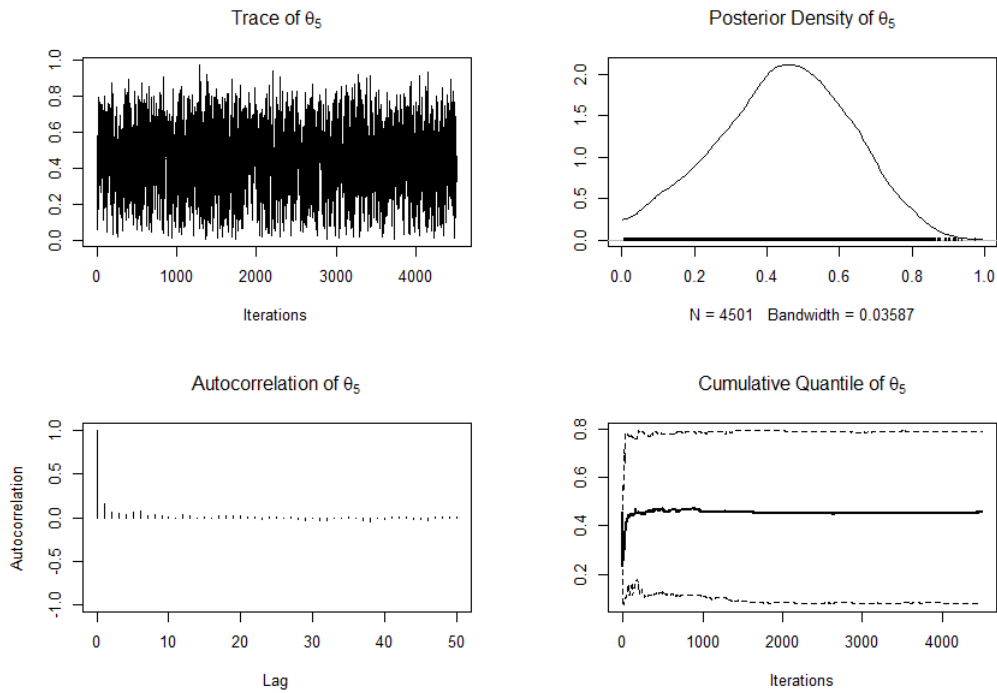 Trace of θ5
0.0 0.2 0.4 0.6 0.8 1.0
0 1000 2000 3000 4000
Iterations
Posterior Density of θ5
0.0 0.5 1.0 1.5 2.0
0.0 0.2 0.4 0.6 0.8 1.0
N = 4501 Bandwidth = 0.03587
Autocorrelation of θ5
Autocorrelation
-1.0 -0.5 0.0 0.5 1.0
0 10 20 30 40 50
Lag
Cumulative Quantile of θ5
0.2 0.4 0.6 0.8
0 1000 2000 3000 4000
Iterations